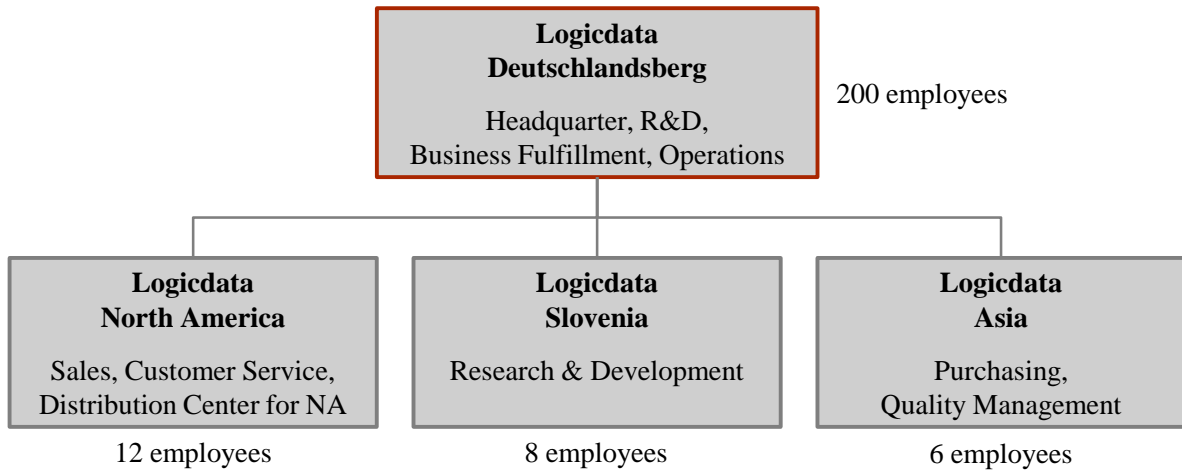 Logicdata
Deutschlandsberg
Headquarter, R&D,
Business Fulfillment, Operations
200 employees
Logicdata
North America
Sales, Customer Service,
Distribution Center for NA
12 employees
Logicdata
Slovenia
Research & Development
8 employees
Logicdata
Asia
Purchasing,
Quality Management
6 employees